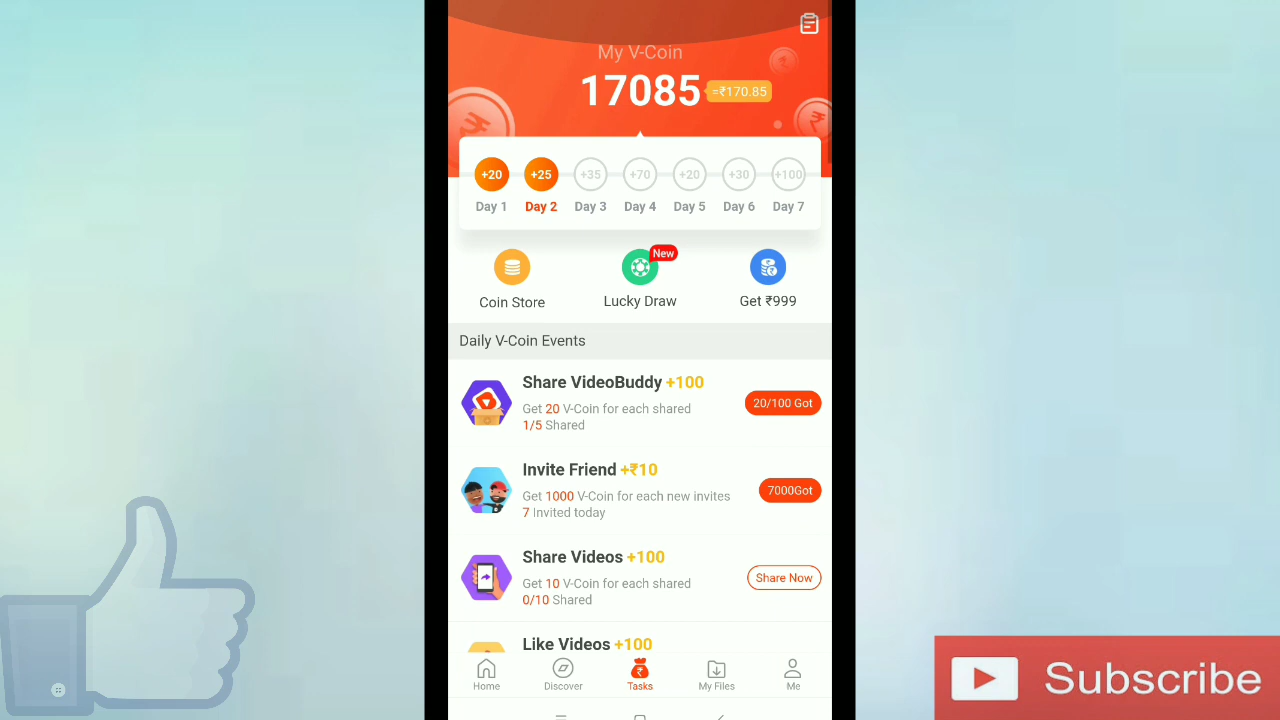 My V-Coin
17085 =₹170.85
+20 +25 +35 +70 +20 +30 +100
Day 1 Day 2 Day 3 Day 4 Day 5 Day 6 Day 7
New
Coin Store Lucky Draw Get ₹999
Daily V-Coin Events
Share VideoBuddy +100
Get 20 V-Coin for each shared
1/5 Shared
20/100 Got
Invite Friend +₹10
Get 1000 V-Coin for each new invites
7 Invited today
7000Got
Share Videos +100
Get 10 V-Coin for each shared
0/10 Shared
Share Now
Like Videos +100
Home Discover Tasks My Files Me
Subscribe